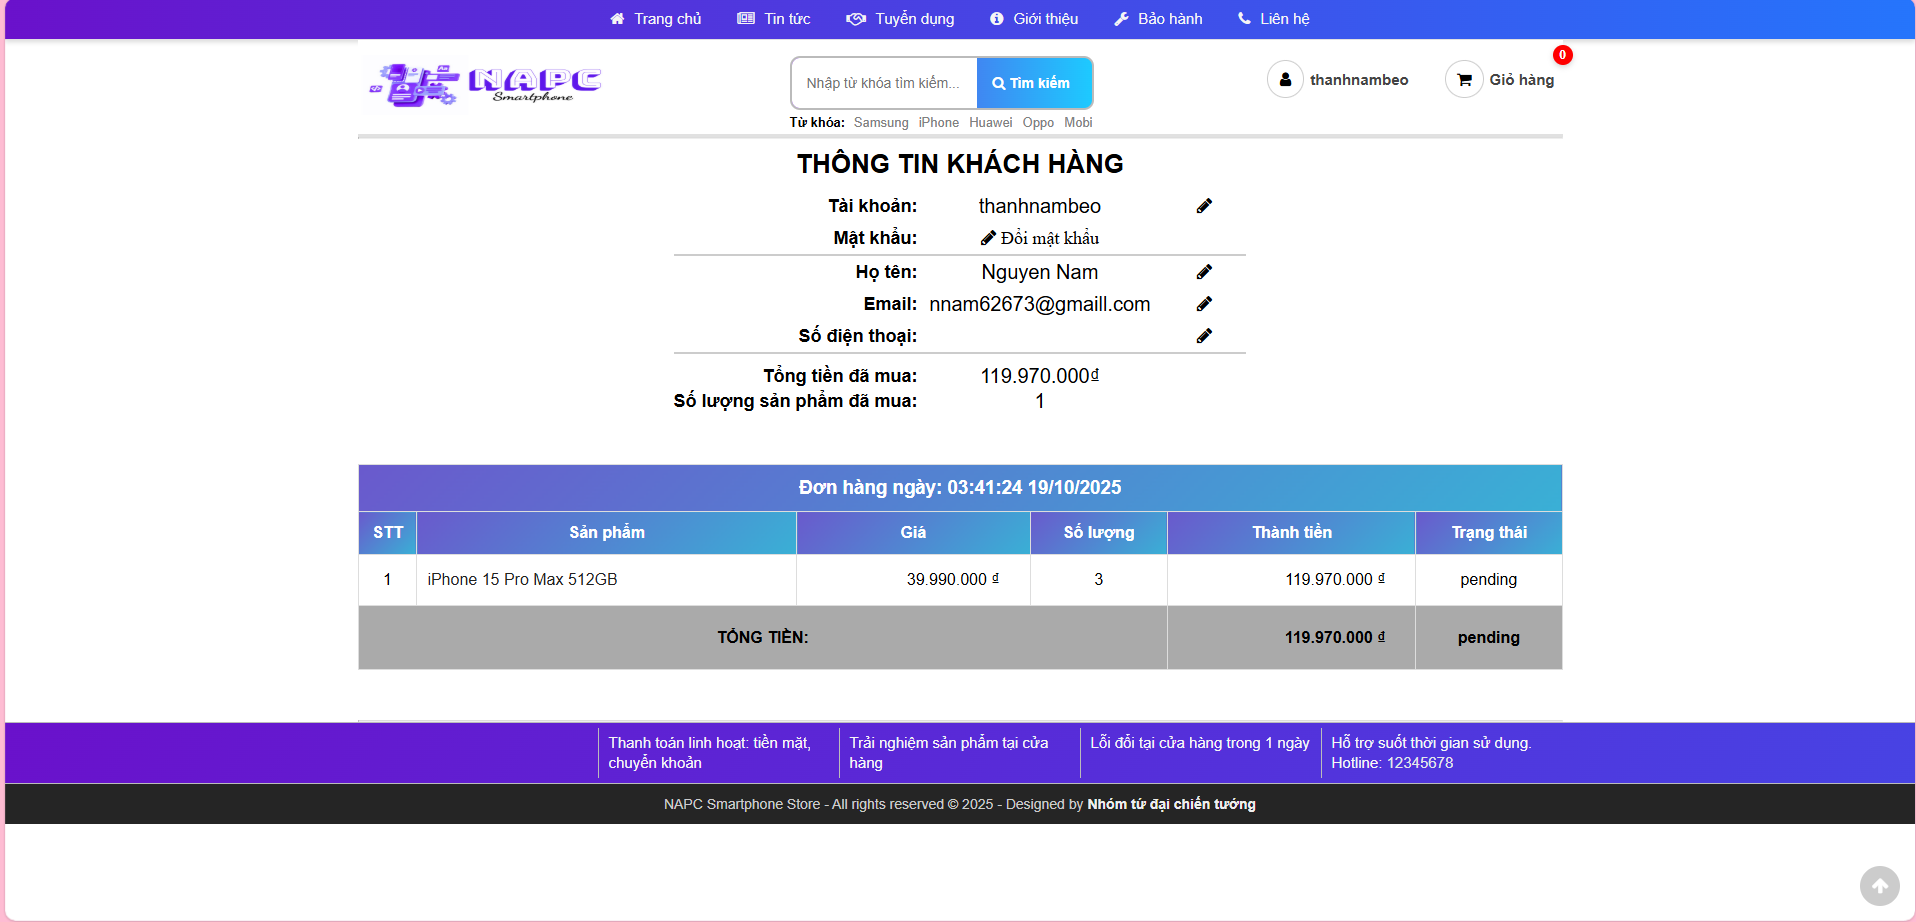 Trang chủ Tin tức Tuyển dụng Giới thiệu Bảo hành Liên hệ
NAPC
Smartphone
Nhập từ khóa tìm kiếm... Tìm kiếm
thanhnambeo
0
Giỏ hàng
Từ khóa: Samsung iPhone Huawei Oppo Mobi
THÔNG TIN KHÁCH HÀNG
Tài khoản: thanhnambeo
Mật khẩu: Đổi mật khẩu
Họ tên: Nguyen Nam
Email: nnam62673@gmaill.com
Số điện thoại:
Tổng tiền đã mua: 119.970.000₫
Số lượng sản phẩm đã mua: 1
Đơn hàng ngày: 03:41:24 19/10/2025
STT Sản phẩm Giá Số lượng Thành tiền Trạng thái
1 iPhone 15 Pro Max 512GB 39.990.000 ₫ 3 119.970.000 ₫ pending
TỔNG TIỀN: 119.970.000 ₫ pending
Thanh toán linh hoạt: tiền mặt,
chuyển khoản
Trải nghiệm sản phẩm tại cửa
hàng
Lỗi đổi tại cửa hàng trong 1 ngày
Hỗ trợ suốt thời gian sử dụng.
Hotline: 12345678
NAPC Smartphone Store - All rights reserved © 2025 - Designed by Nhóm tứ đại chiến tướng